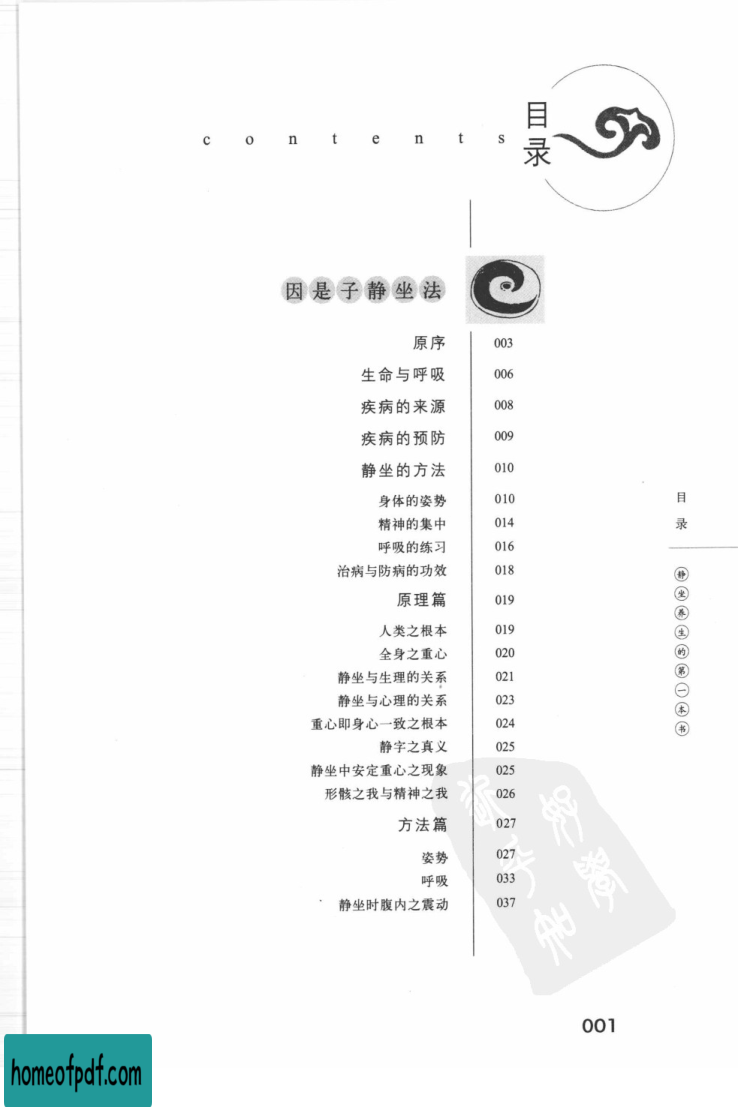 contents
目录
因是子静坐法
原序 003
生命与呼吸 006
疾病的来源 008
疾病的预防 009
静坐的方法 010
身体的姿势 010
精神的集中 014
呼吸的练习 016
治病与防病的功效 018
原理篇 019
人类之根本 019
全身之重心 020
静坐与生理的关系 021
静坐与心理的关系 023
重心即身心一致之根本 024
静字之真义 025
静坐中安定重心之现象 025
形骸之我与精神之我 026
方法篇 027
姿势 027
呼吸 033
静坐时腹内之震动 037
目录
静坐养生的第一本书
001
homeofpdf.com